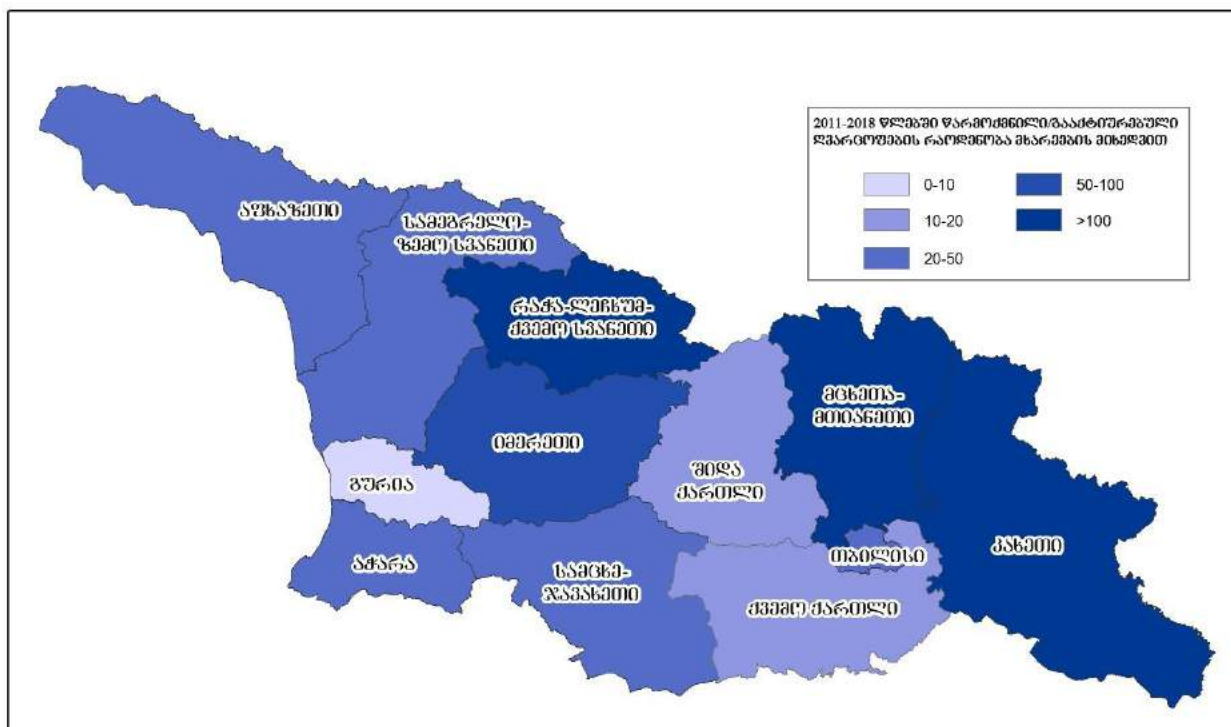 2011-2018 წლებში წარმოქმნილი/გააქტიურებული
ღვარცოფების რაოდენობა მხარეების მიხედვით
0-10
50-100
10-20
>100
20-50
აფხაზეთი
სამეგრელო-
ზემო სვანეთი
რაჭა-ლეჩხუმ-
ქვემო სვანეთი
მცხეთა-
მთიანეთი
იმერეთი
შიდა
ქართლი
გურია
თბილისი
კახეთი
აჭარა
სამცხე-
ჯავახეთი
ქვემო ქართლი